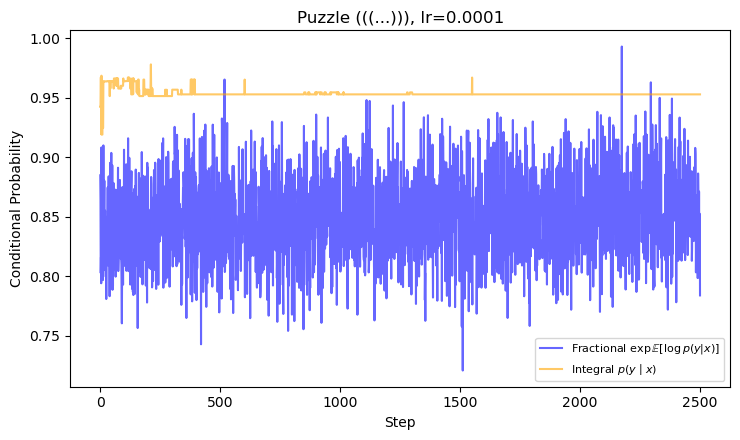 Puzzle (((...))), lr=0.0001
Conditional Probability
1.00
0.95
0.90
0.85
0.80
0.75
Fractional exp𝔼[log p(y|x)]
Integral p(y | x)
0
500
1000
1500
2000
2500
Step